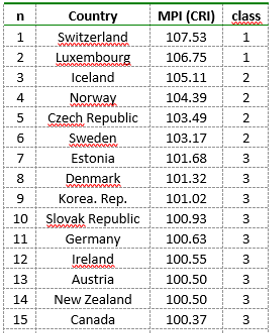 n Country MPI (CRI) class
1 Switzerland 107.53 1
2 Luxembourg 106.75 1
3 Iceland 105.11 2
4 Norway 104.39 2
5 Czech Republic 103.49 2
6 Sweden 103.17 2
7 Estonia 101.68 3
8 Denmark 101.32 3
9 Korea. Rep. 101.02 3
10 Slovak Republic 100.93 3
11 Germany 100.63 3
12 Ireland 100.55 3
13 Austria 100.50 3
14 New Zealand 100.50 3
15 Canada 100.37 3